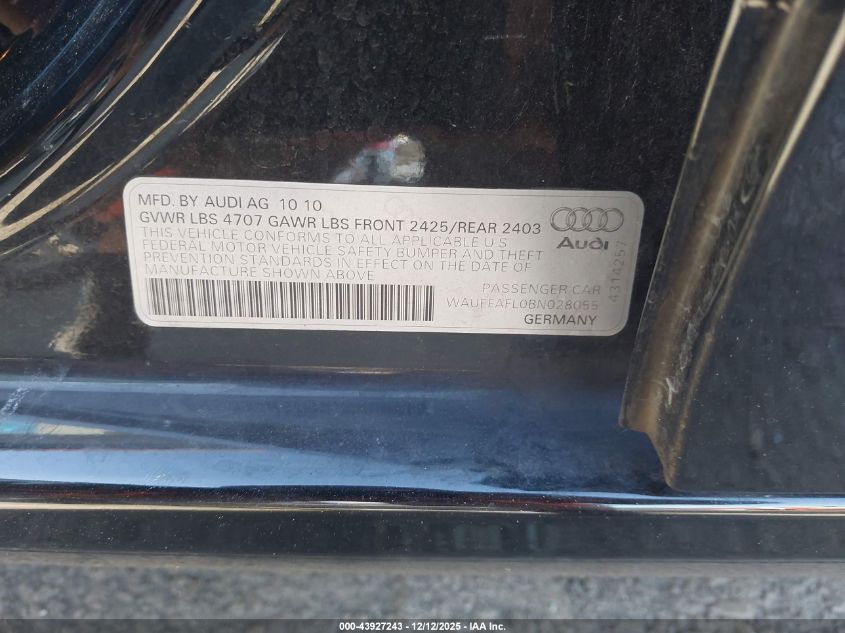 MFD. BY AUDI AG 10 10
GVWR LBS 4707 GAWR LBS FRONT 2425/REAR 2403
THIS VEHICLE CONFORMS TO ALL APPLICABLE U S
FEDERAL MOTOR VEHICLE SAFETY BUMPER AND THEFT
PREVENTION STANDARDS IN EFFECT ON THE DATE OF
MANUFACTURE SHOWN ABOVE
PASSENGER CAR
WAUFEAFL0BN028055
GERMANY
Audi
4314257
000-43927243 - 12/12/2025 - IAA Inc.